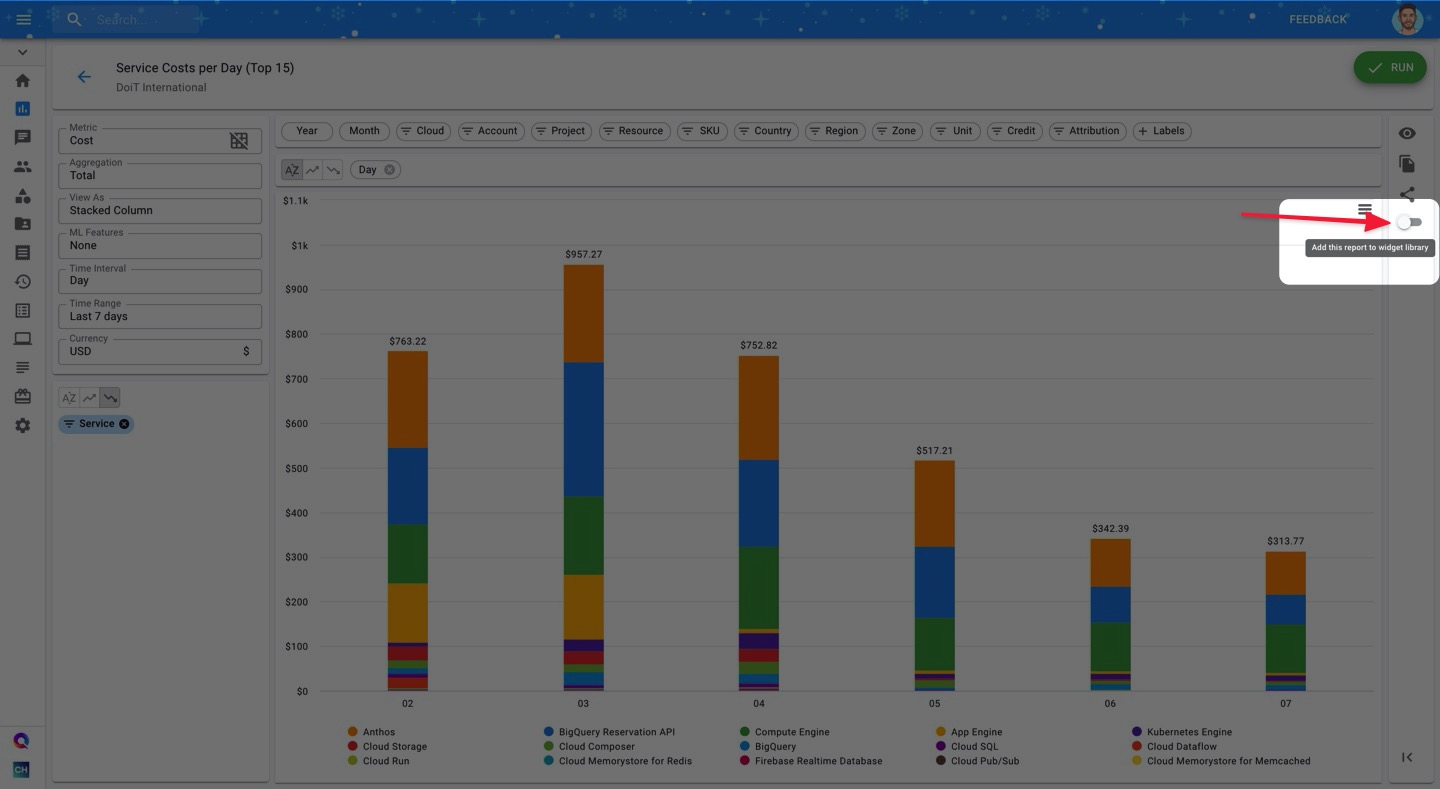 Search...
FEEDBACK
Service Costs per Day (Top 15)
DoiT International
RUN
Metric
Cost
Aggregation
Total
View As
Stacked Column
ML Features
None
Time Interval
Day
Time Range
Last 7 days
Currency
USD $
AZ
Service
Year Month Cloud Account Project Resource SKU Country Region Zone Unit Credit Attribution + Labels
AZ Day
$1.1k
$1k
$900
$800
$700
$600
$500
$400
$300
$200
$100
$0
$763.22
$957.27
$752.82
$517.21
$342.39
$313.77
02 03 04 05 06 07
Anthos BigQuery Reservation API Compute Engine App Engine Kubernetes Engine
Cloud Storage Cloud Composer BigQuery Cloud SQL Cloud Dataflow
Cloud Run Cloud Memorystore for Redis Firebase Realtime Database Cloud Pub/Sub Cloud Memorystore for Memcached
Add this report to widget library
CH